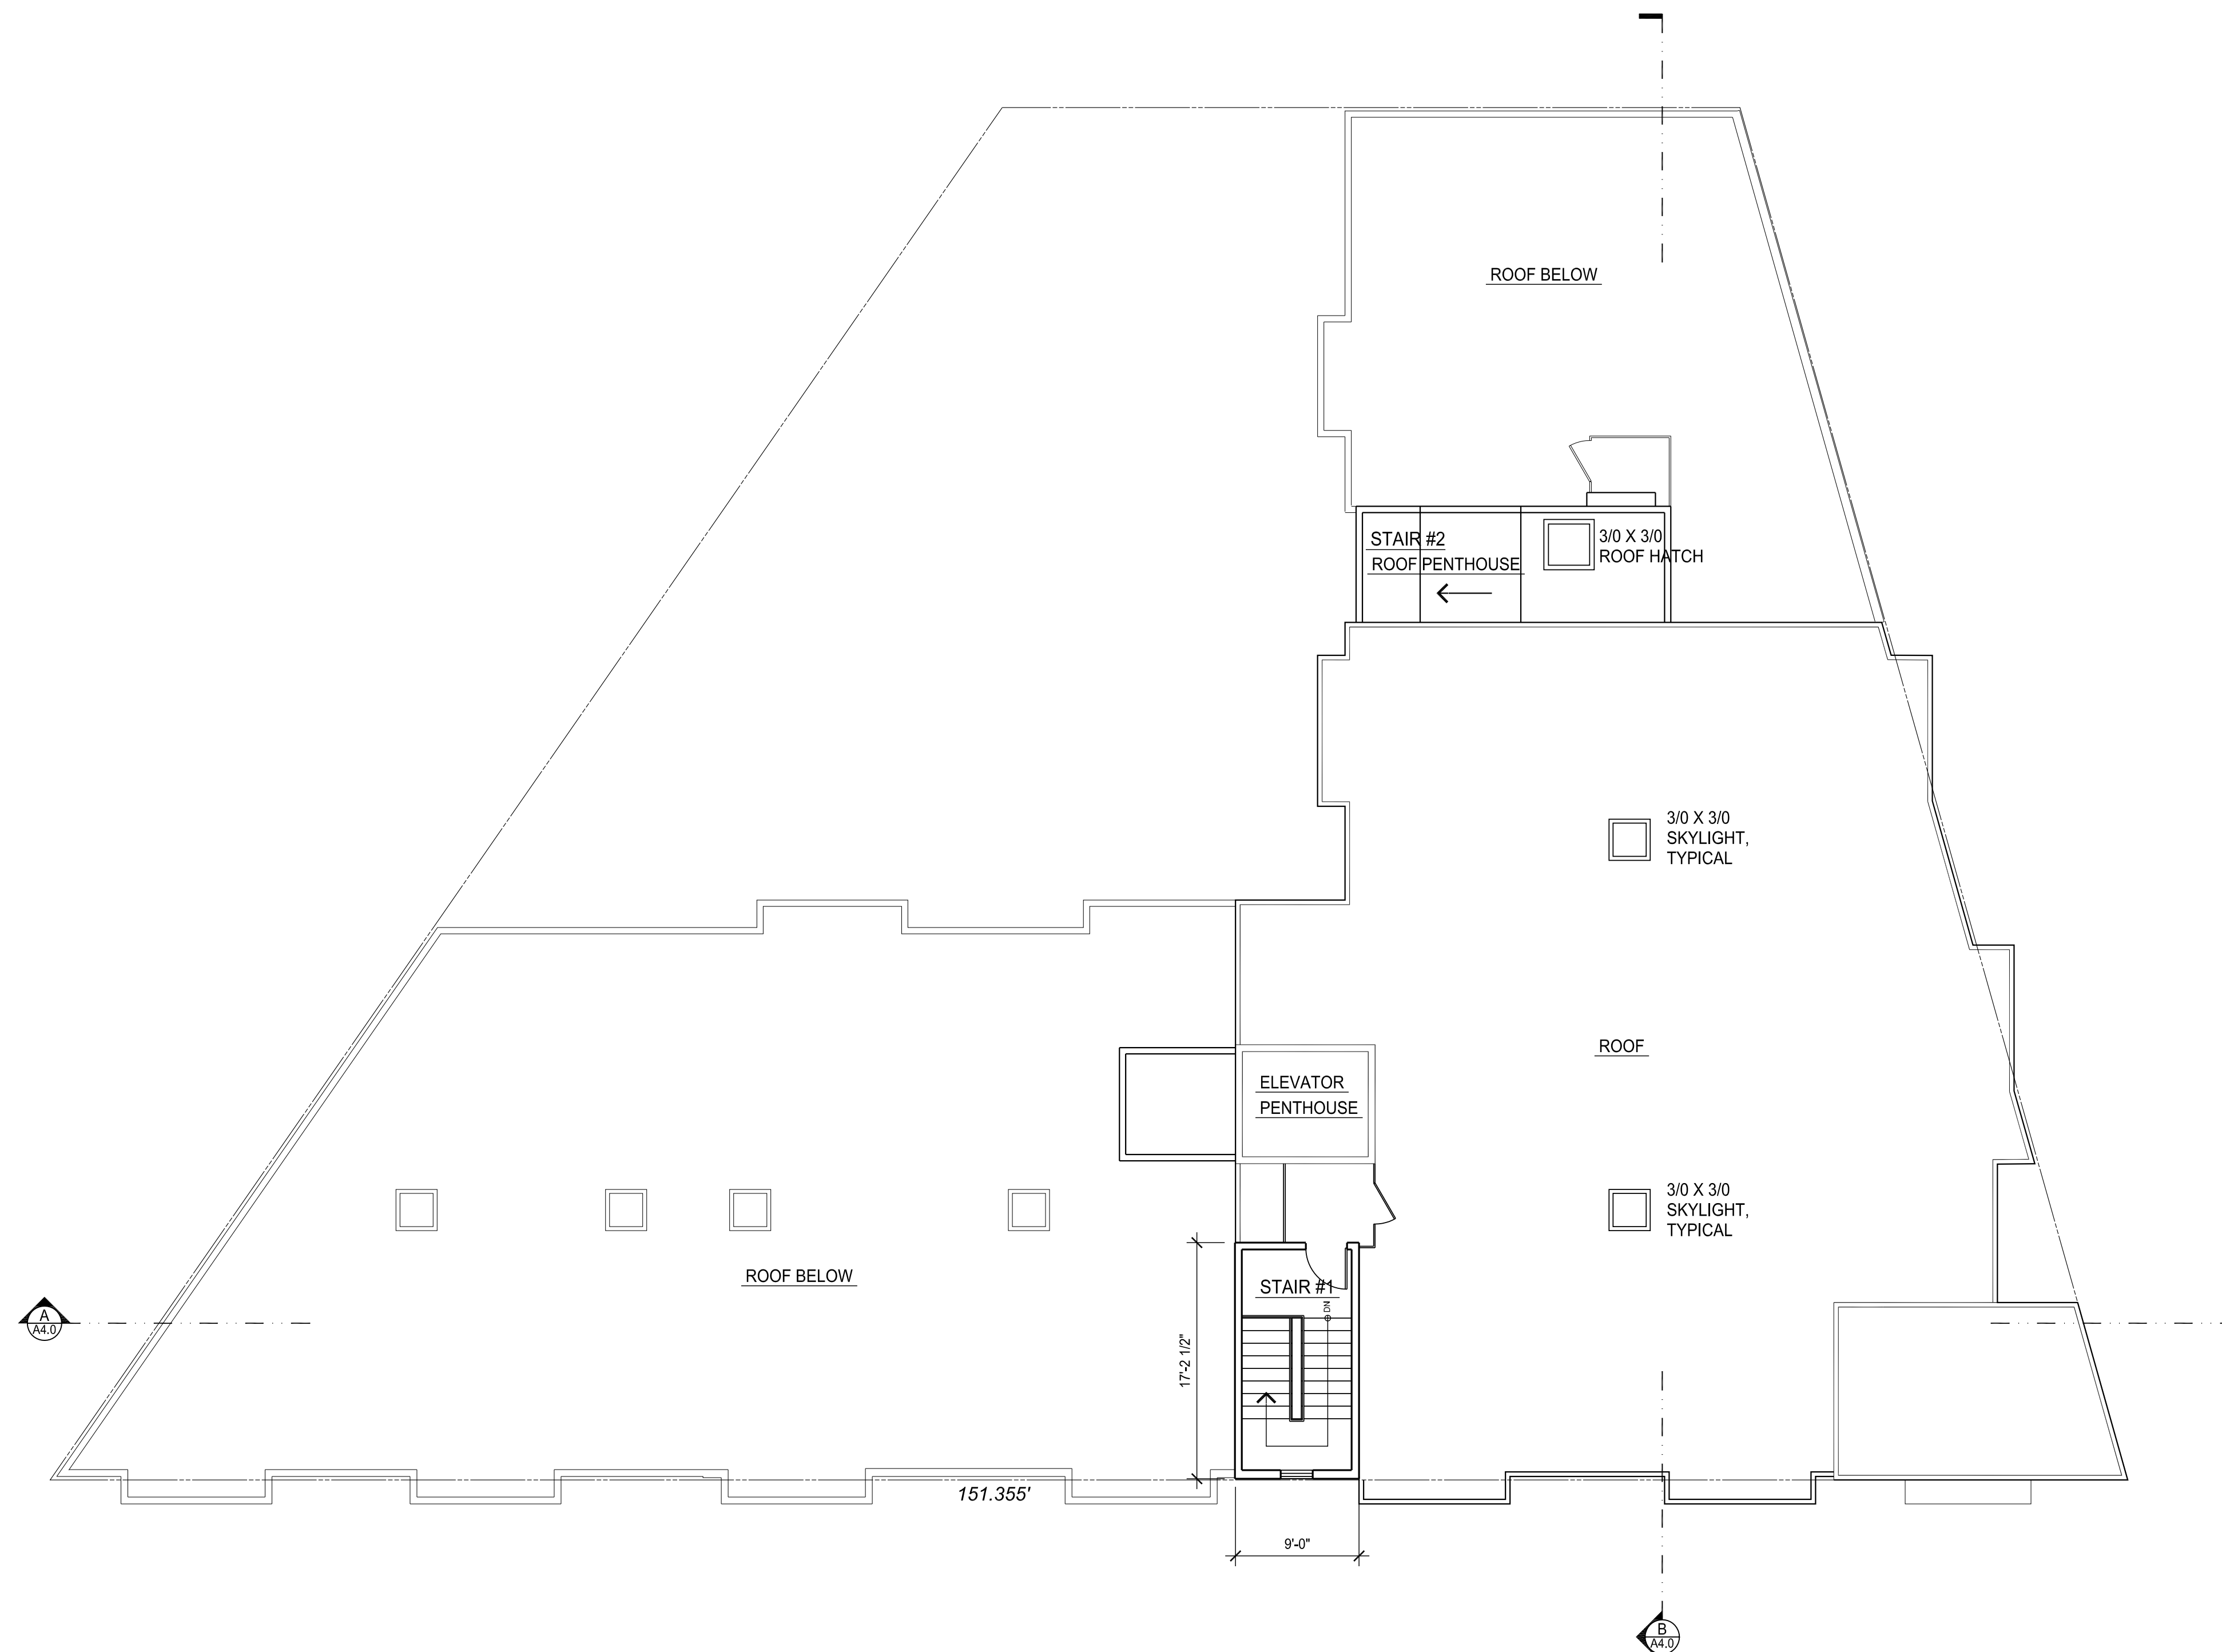 ROOF BELOW
STAIR #2
ROOF PENTHOUSE
3/0 X 3/0
ROOF HATCH
3/0 X 3/0
SKYLIGHT,
TYPICAL
ROOF
ELEVATOR
PENTHOUSE
3/0 X 3/0
SKYLIGHT,
TYPICAL
ROOF BELOW
STAIR #1
DN
A
A4.0
17'-2 1/2"
151.355'
9'-0"
B
A4.0